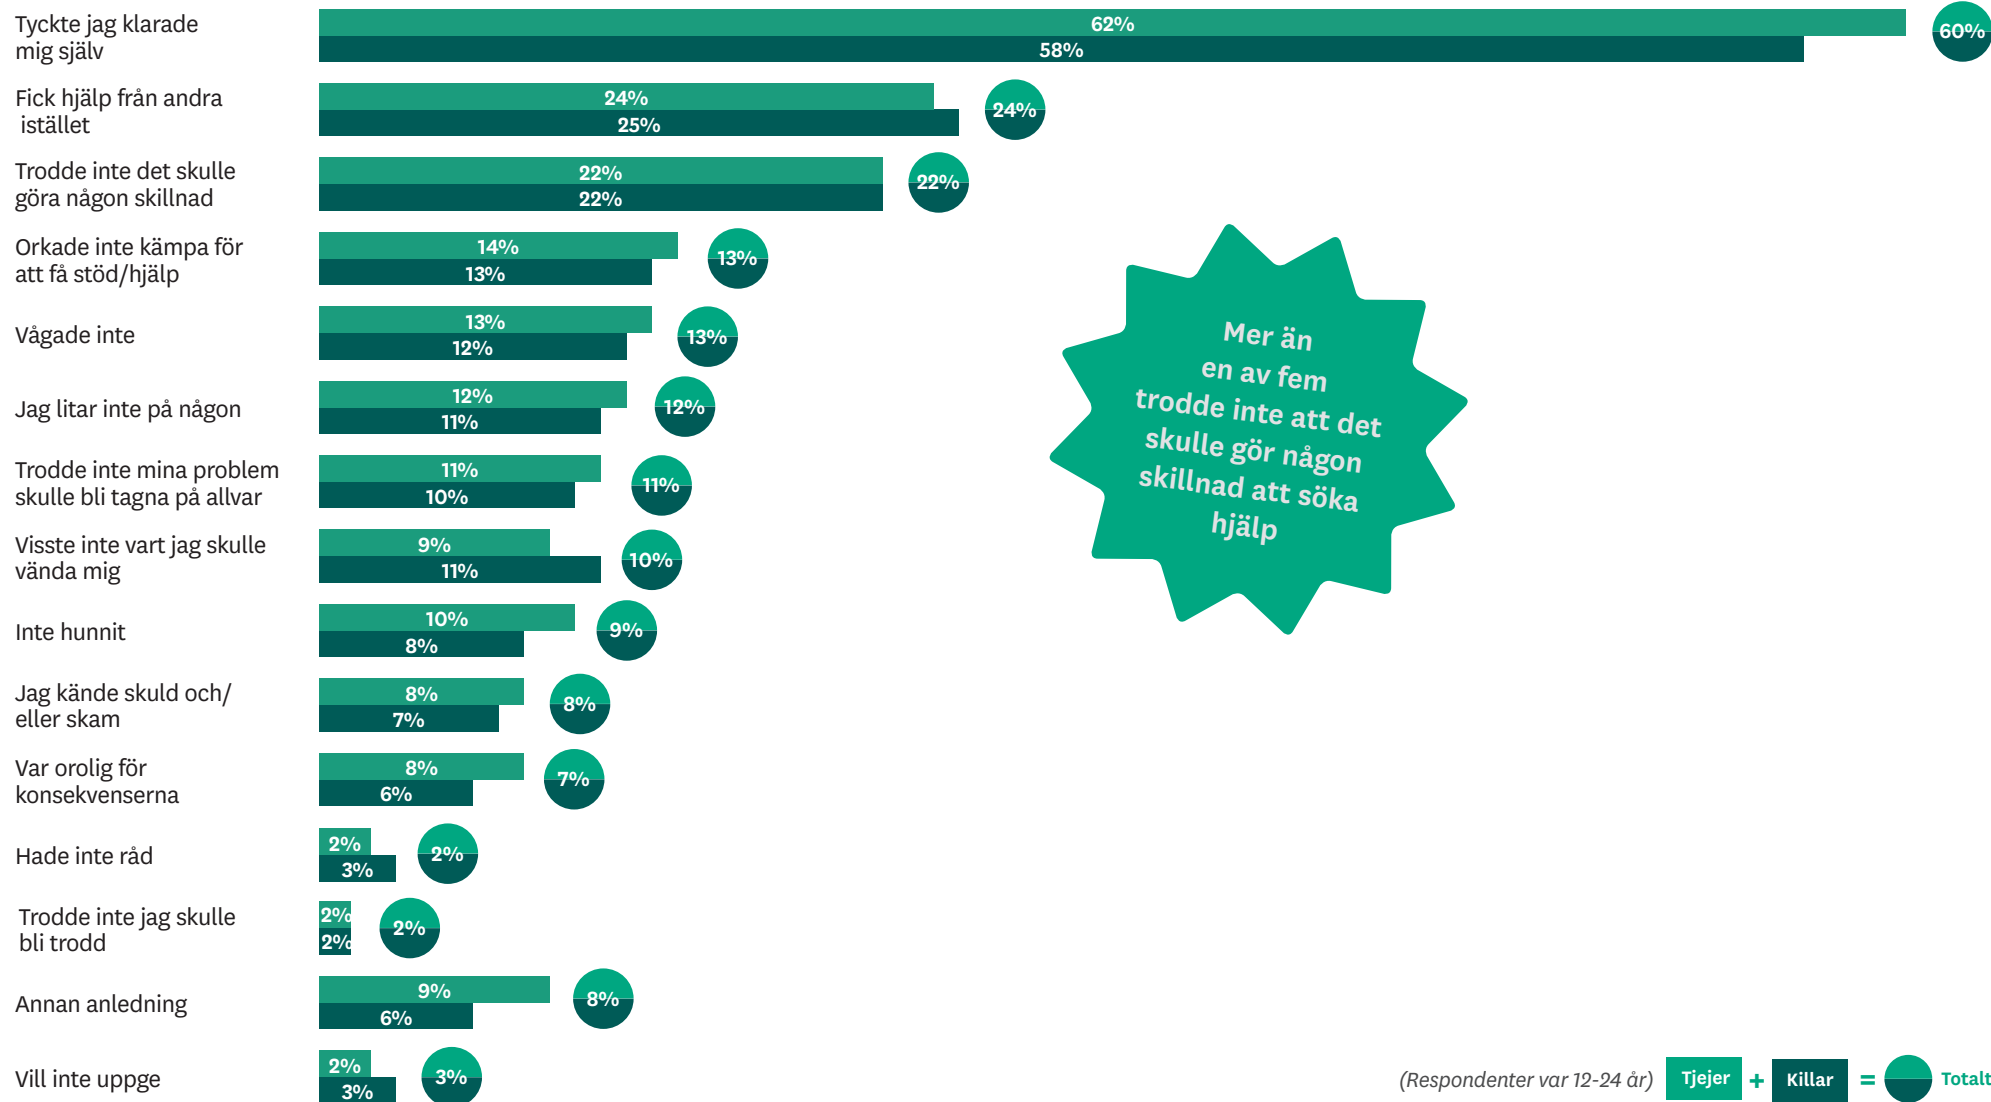 Tyckte jag klarade
mig själv
62%
58%
60%
Fick hjälp från andra
istället
24%
25%
24%
Trodde inte det skulle
göra någon skillnad
22%
22%
22%
Orkade inte kämpa för
att få stöd/hjälp
14%
13%
13%
Vågade inte
13%
12%
13%
Jag litar inte på någon
12%
11%
12%
Trodde inte mina problem
skulle bli tagna på allvar
11%
10%
11%
Visste inte vart jag skulle
vända mig
9%
11%
10%
Inte hunnit
10%
8%
9%
Jag kände skuld och/
eller skam
8%
7%
8%
Var orolig för
konsekvenserna
8%
6%
7%
Hade inte råd
2%
3%
2%
Trodde inte jag skulle
bli trodd
2%
2%
2%
Annan anledning
9%
6%
8%
Vill inte uppge
2%
3%
3%
Mer än
en av fem
trodde inte att det
skulle gör någon
skillnad att söka
hjälp
(Respondenter var 12-24 år) Tjejer + Killar = Totalt